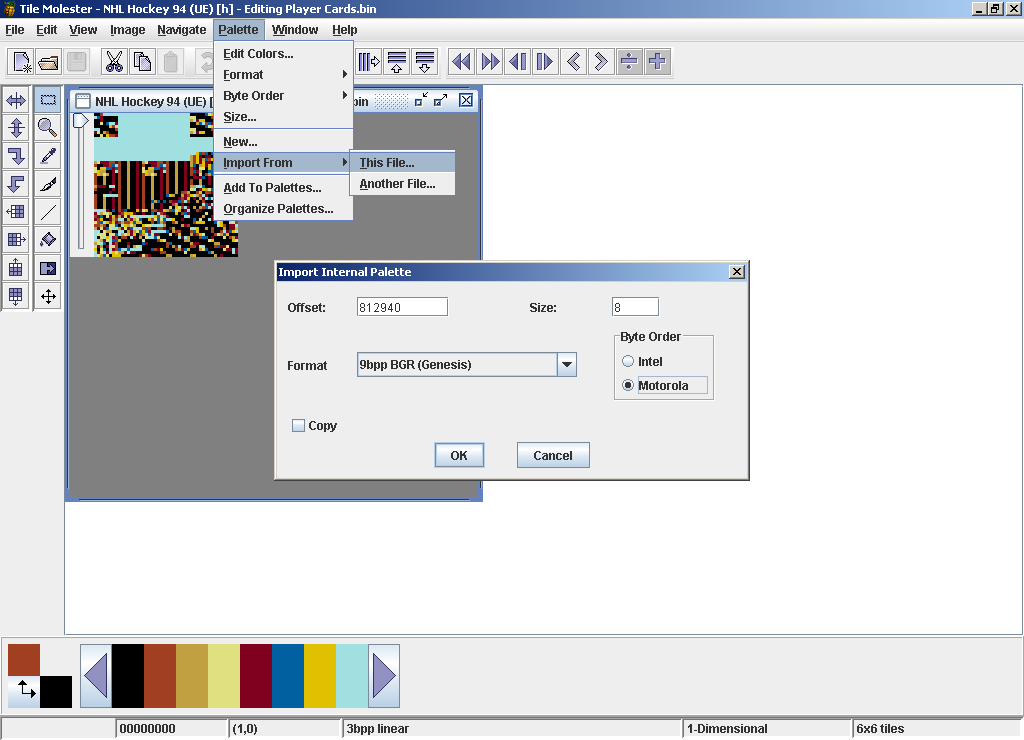 Tile Molester - NHL Hockey 94 (UE) [h] - Editing Player Cards.bin
File Edit View Image Navigate Palette Window Help
Edit Colors...
Format
Byte Order
Size...
New...
Import From
Add To Palettes...
Organize Palettes...
This File...
Another File...
NHL Hockey 94 (UE) [
bin
Import Internal Palette
Offset: 812940 Size: 8
Byte Order
Intel
Motorola
Format 9bpp BGR (Genesis)
Copy
OK Cancel
00000000 (1,0) 3bpp linear 1-Dimensional 6x6 tiles